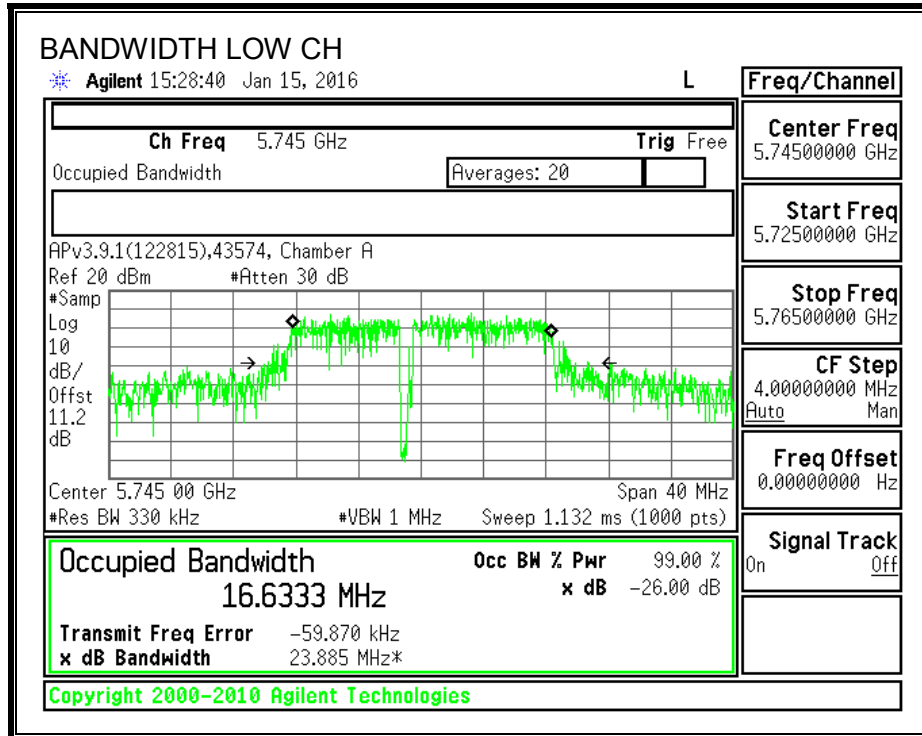 BANDWIDTH LOW CH
Agilent 15:28:40 Jan 15, 2016 L
Freq/Channel
Ch Freq 5.745 GHz Trig Free
Occupied Bandwidth Averages: 20
Center Freq
5.74500000 GHz
Start Freq
5.72500000 GHz
Stop Freq
5.76500000 GHz
CF Step
4.00000000 MHz
Auto Man
Freq Offset
0.00000000 Hz
Signal Track
On Off
APv3.9.1(122815),43574, Chamber A
Ref 20 dBm #Atten 30 dB
#Samp
Log
10
dB/
Offst
11.2
dB
Center 5.745 00 GHz Span 40 MHz
#Res BW 330 kHz #VBW 1 MHz Sweep 1.132 ms (1000 pts)
Occupied Bandwidth Occ BW % Pwr 99.00 %
16.6333 MHz x dB -26.00 dB
Transmit Freq Error -59.870 kHz
x dB Bandwidth 23.885 MHz*
Copyright 2000-2010 Agilent Technologies